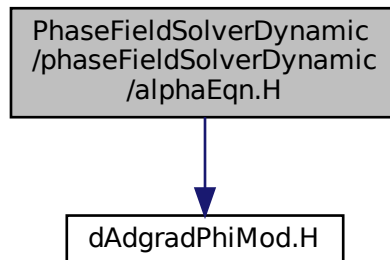 PhaseFieldSolverDynamic
/phaseFieldSolverDynamic
/alphaEqn.H
dAdgradPhiMod.H